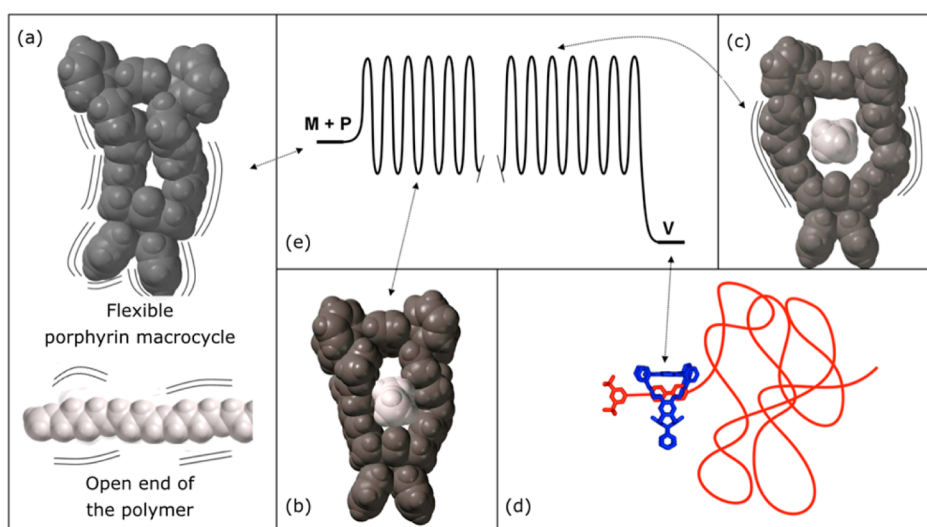 (a)
Flexible
porphyrin macrocycle
Open end of
the polymer
M + P
V
(e)
(b)
(c)
(d)